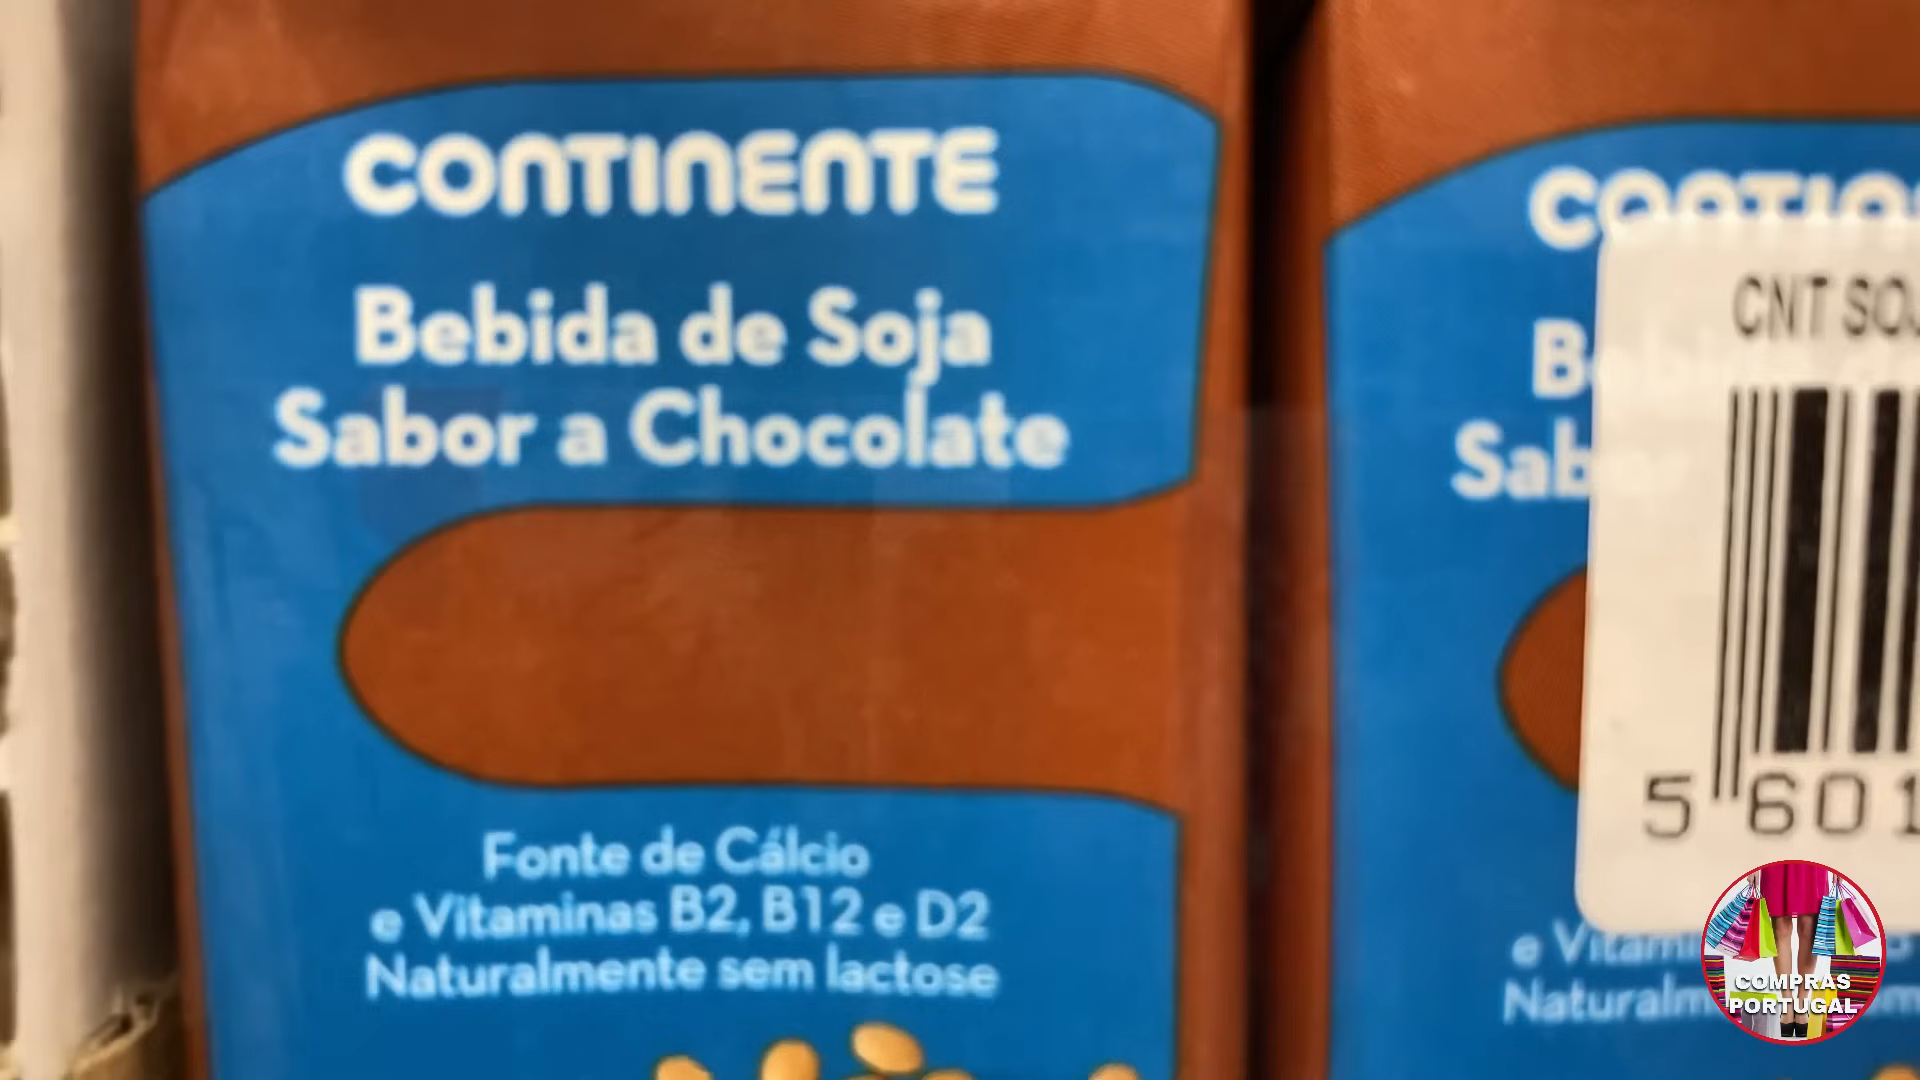 CONTINENTE
Bebida de Soja
Sabor a Chocolate
Fonte de Cálcio
e Vitaminas B2, B12 e D2
Naturalmente sem lactose
CNT SOJ
5 601
COMPRAS
PORTUGAL